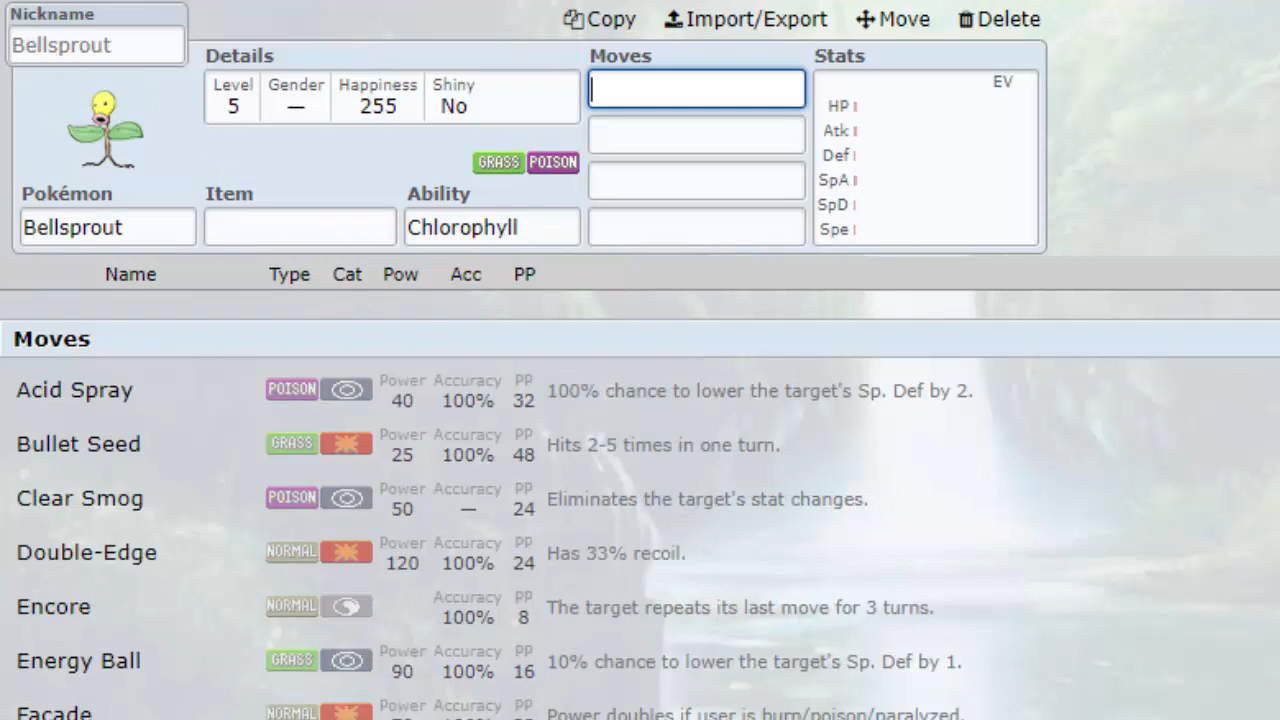 Nickname
Bellsprout
Copy Import/Export Move Delete
Details
Moves
Stats
Level Gender Happiness Shiny
5 — 255 No
EV
HP
Atk
Def
SpA
SpD
Spe
GRASS POISON
Pokémon Item Ability
Bellsprout Chlorophyll
Name Type Cat Pow Acc PP
Moves
Acid Spray POISON Power 40 Accuracy 100% PP 32 100% chance to lower the target's Sp. Def by 2.
Bullet Seed GRASS Power 25 Accuracy 100% PP 48 Hits 2-5 times in one turn.
Clear Smog POISON Power 50 Accuracy — PP 24 Eliminates the target's stat changes.
Double-Edge NORMAL Power 120 Accuracy 100% PP 24 Has 33% recoil.
Encore NORMAL Accuracy 100% PP 8 The target repeats its last move for 3 turns.
Energy Ball GRASS Power 90 Accuracy 100% PP 16 10% chance to lower the target's Sp. Def by 1.
Facade NORMAL Power Accuracy PP Power doubles if user is burn/poison/paralyzed.